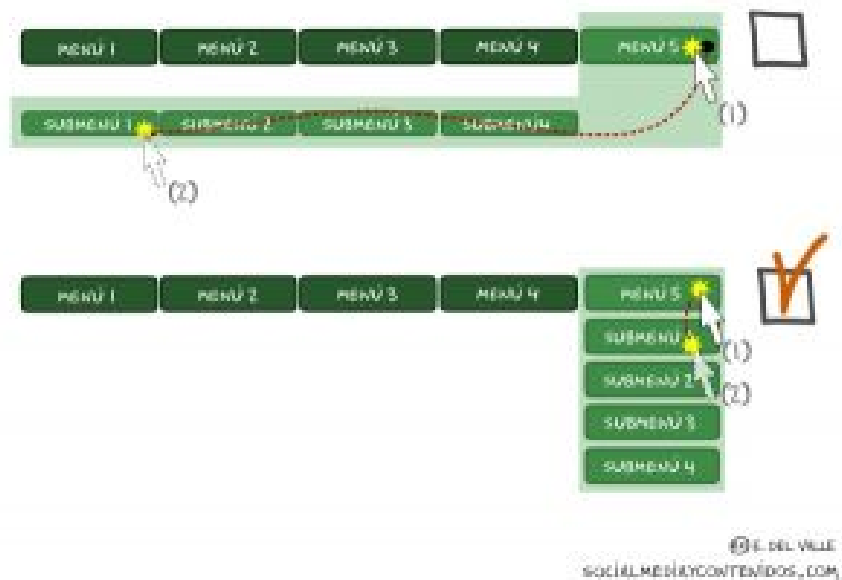 MENÚ 1 MENÚ 2 MENÚ 3 MENÚ 4 MENÚ 5
(1)
SUBMENÚ 1 SUBMENÚ 2 SUBMENÚ 3 SUBMENÚ 4
(2)
MENÚ 1 MENÚ 2 MENÚ 3 MENÚ 4 MENÚ 5
SUBMENÚ
(1)
SUBMENÚ 2
(2)
SUBMENÚ 3
SUBMENÚ 4
E. DEL VALLE
SOCIALMEDIAYCONTENIDOS.COM